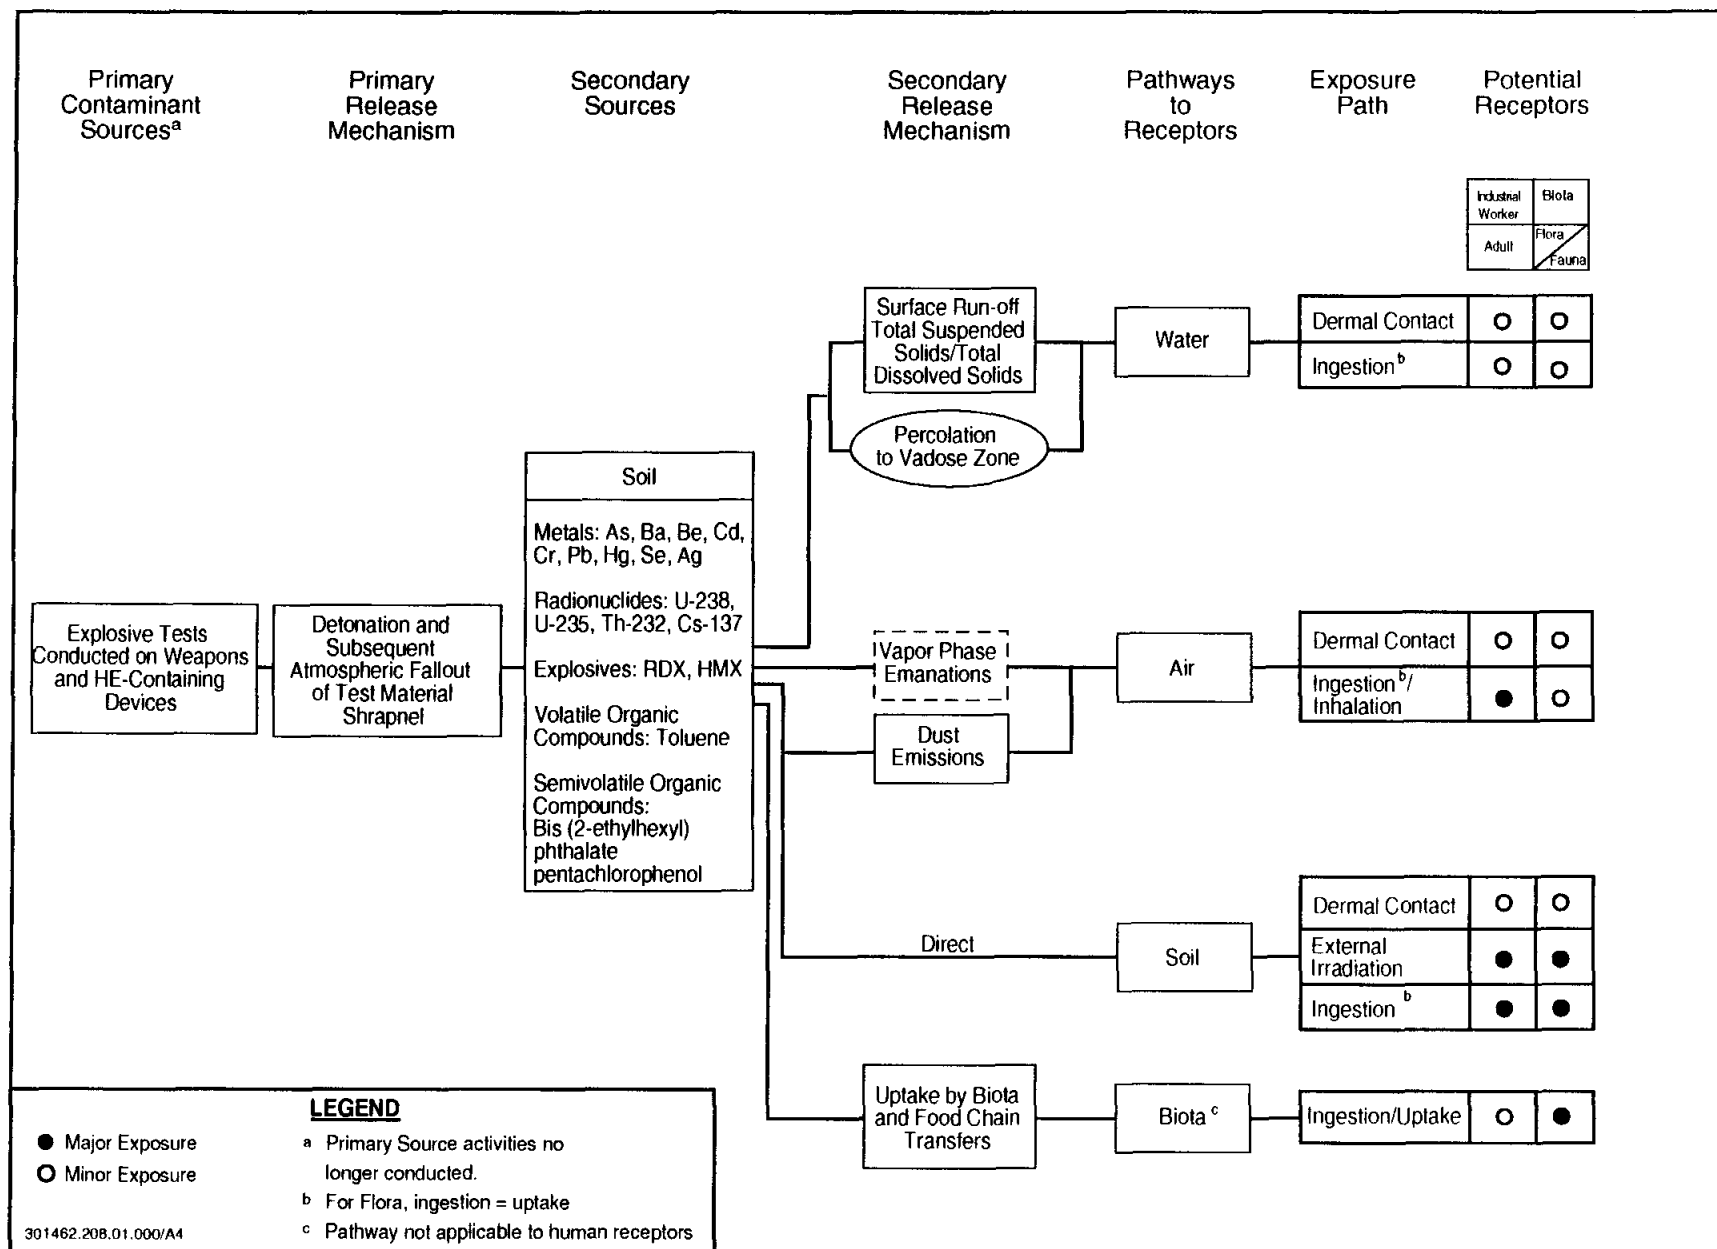 Primary
Contaminant
Sources^a
Primary
Release
Mechanism
Secondary
Sources
Secondary
Release
Mechanism
Pathways
to
Receptors
Exposure
Path
Potential
Receptors
Industrial
Worker
Biota
Adult
Flora
Fauna
Explosive Tests
Conducted on Weapons
and HE-Containing
Devices
Detonation and
Subsequent
Atmospheric Fallout
of Test Material
Shrapnel
Soil
Metals: As, Ba, Be, Cd,
Cr, Pb, Hg, Se, Ag
Radionuclides: U-238,
U-235, Th-232, Cs-137
Explosives: RDX, HMX
Volatile Organic
Compounds: Toluene
Semivolatile Organic
Compounds:
Bis (2-ethylhexyl)
phthalate
pentachlorophenol
Surface Run-off
Total Suspended
Solids/Total
Dissolved Solids
Percolation
to Vadose Zone
Water
Dermal Contact
Ingestion^b
Vapor Phase
Emanations
Dust
Emissions
Air
Dermal Contact
Ingestion^b/
Inhalation
Direct
Soil
Dermal Contact
External
Irradiation
Ingestion^b
Uptake by Biota
and Food Chain
Transfers
Biota^c
Ingestion/Uptake
LEGEND
● Major Exposure
○ Minor Exposure
a Primary Source activities no
longer conducted.
b For Flora, ingestion = uptake
c Pathway not applicable to human receptors
301462.208.01.000/A4